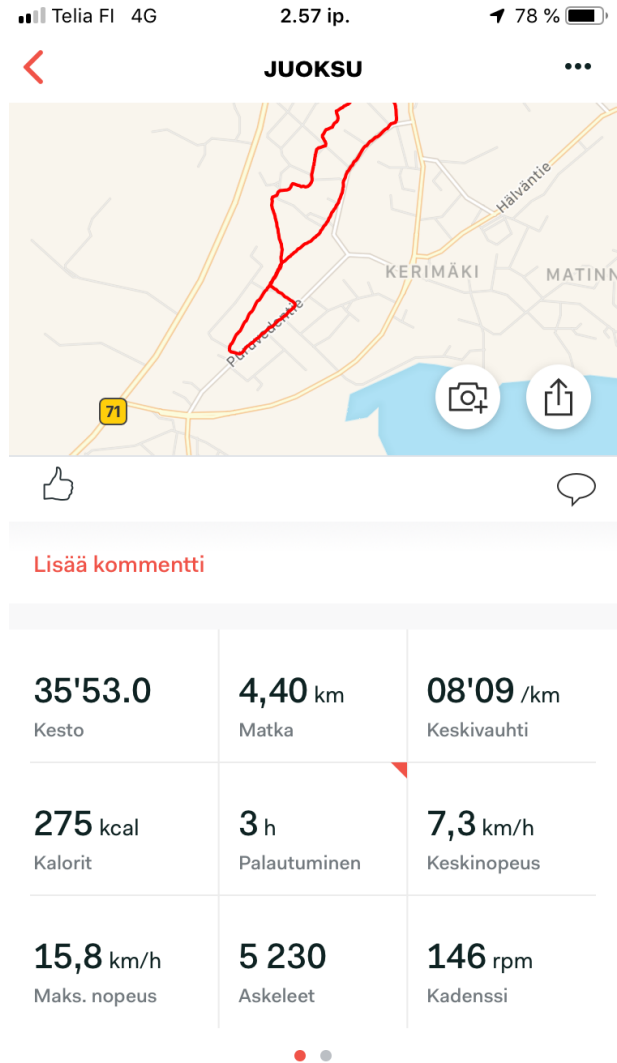 Telia FI 4G 2.57 ip. 78 %
JUOKSU
Hälväntie
KERIMÄKI MATINN
Puruvedentie
71
Lisää kommentti
35'53.0 4,40 km 08'09 /km
Kesto Matka Keskivauhti
275 kcal 3 h 7,3 km/h
Kalorit Palautuminen Keskinopeus
15,8 km/h 5 230 146 rpm
Maks. nopeus Askeleet Kadenssi